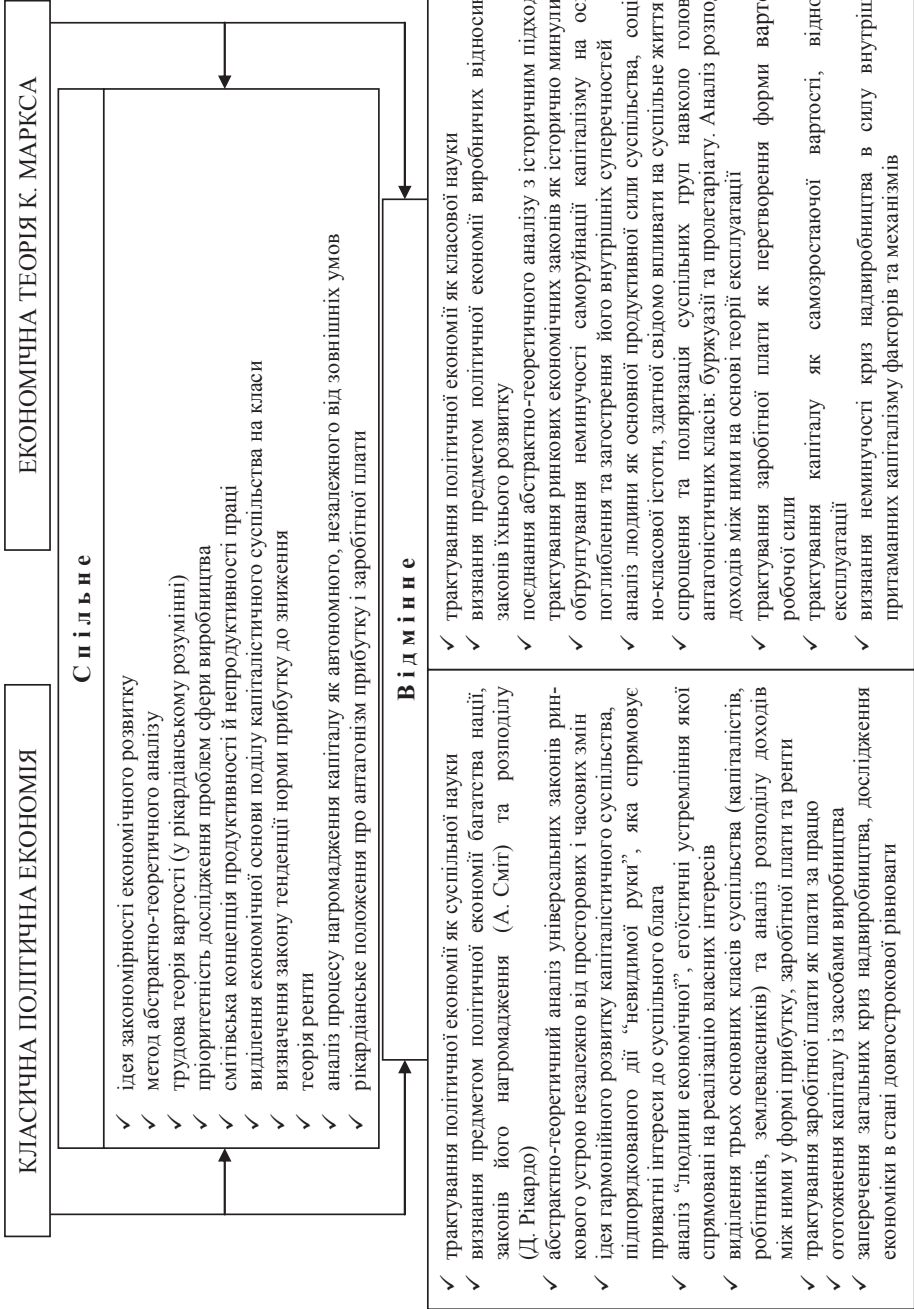 КЛАСИЧНА ПОЛІТИЧНА ЕКОНОМІЯ
ЕКОНОМІЧНА ТЕОРІЯ К. МАРКСА
Спільне
✓ ідея закономірності економічного розвитку
✓ метод абстрактно-теоретичного аналізу
✓ трудова теорія вартості (у рікардіанському розумінні)
✓ пріоритетність дослідження проблем сфери виробництва
✓ смітівська концепція продуктивності й непродуктивності праці
✓ виділення економічної основи поділу капіталістичного суспільства на класи
✓ визначення закону тенденції норми прибутку до зниження
✓ теорія ренти
✓ аналіз процесу нагромадження капіталу як автономного, незалежного від зовнішніх умов
✓ рікардіанське положення про антагонізм прибутку і заробітної плати
Відмінне
✓ трактування політичної економії як суспільної науки
✓ визнання предметом політичної економії багатства нації,
законів його нагромадження (А. Сміт) та розподілу
(Д. Рікардо)
✓ абстрактно-теоретичний аналіз універсальних законів рин-
кового устрою незалежно від просторових і часових змін
✓ ідея гармонійного розвитку капіталістичного суспільства,
підпорядкованого дії “невидимої руки”, яка спрямовує
приватні інтереси до суспільного блага
✓ аналіз “людини економічної”, егоїстичні устремління якої
спрямовані на реалізацію власних інтересів
✓ виділення трьох основних класів суспільства (капіталістів,
робітників, землевласників) та аналіз розподілу доходів
між ними у формі прибутку, заробітної плати та ренти
✓ трактування заробітної плати як плати за працю
✓ ототожнення капіталу із засобами виробництва
✓ заперечення загальних криз надвиробництва, дослідження
економіки в стані довгострокової рівноваги
✓ трактування політичної економії як класової науки
✓ визнання предметом політичної економії виробничих відносин
законів їхнього розвитку
✓ поєднання абстрактно-теоретичного аналізу з історичним підход
трактування ринкових економічних законів як історично минули
✓ обґрунтування неминучості саморуйнації капіталізму на ос
поглиблення та загострення його внутрішніх суперечностей
✓ аналіз людини як основної продуктивної сили суспільства, соці
но-класової істоти, здатної свідомо впливати на суспільне життя
✓ спрощення та поляризація суспільних груп навколо голов
антагоністичних класів: буржуазії та пролетаріату. Аналіз розпод
доходів між ними на основі теорії експлуатації
✓ трактування заробітної плати як перетворення форми варто
робочої сили
✓ трактування капіталу як самозростаючої вартості, відно
експлуатації
✓ визнання неминучості криз надвиробництва в силу внутріш
притаманних капіталізму факторів та механізмів